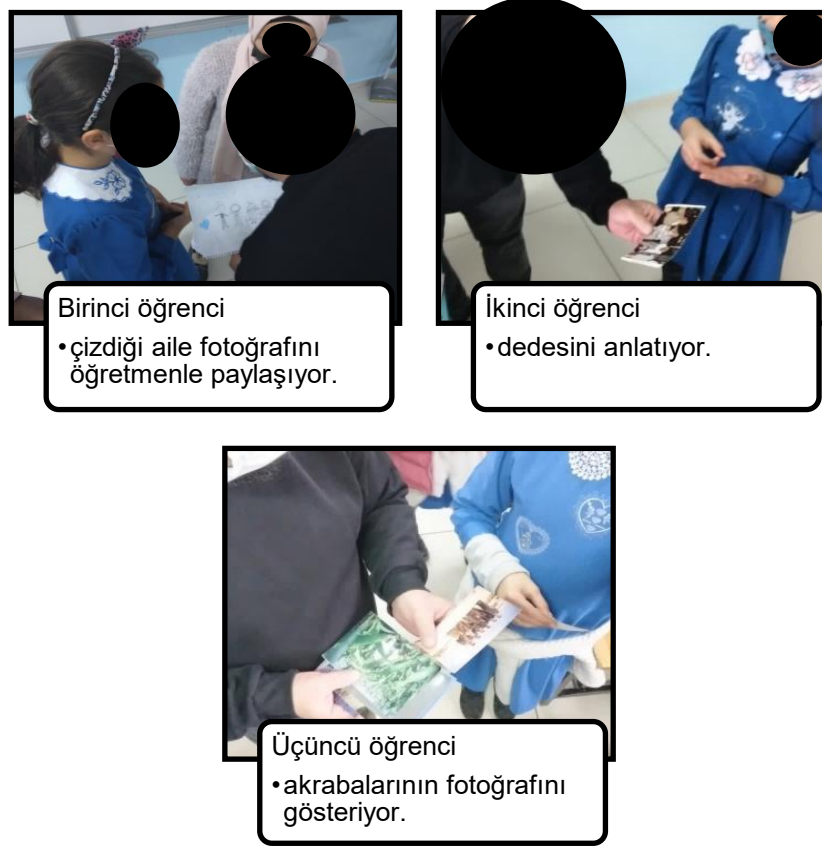 Birinci öğrenci
•çizdiği aile fotoğrafını
öğretmenle paylaşıyor.
İkinci öğrenci
•dedesini anlatıyor.
Üçüncü öğrenci
•akrabalarının fotoğrafını
gösteriyor.